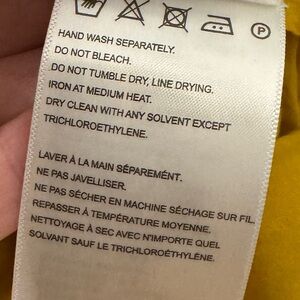 P
HAND WASH SEPARATELY.
DO NOT BLEACH.
DO NOT TUMBLE DRY, LINE DRYING.
IRON AT MEDIUM HEAT.
DRY CLEAN WITH ANY SOLVENT EXCEPT
TRICHLOROETHYLENE.
LAVER À LA MAIN SÉPARÉMENT.
NE PAS JAVELLISER.
NE PAS SÉCHER EN MACHINE SÉCHAGE SUR FIL,
REPASSER À TEMPÉRATURE MOYENNE.
NETTOYAGE À SEC AVEC N'IMPORTE QUEL
SOLVANT SAUF LE TRICHLOROÉTHYLÈNE.